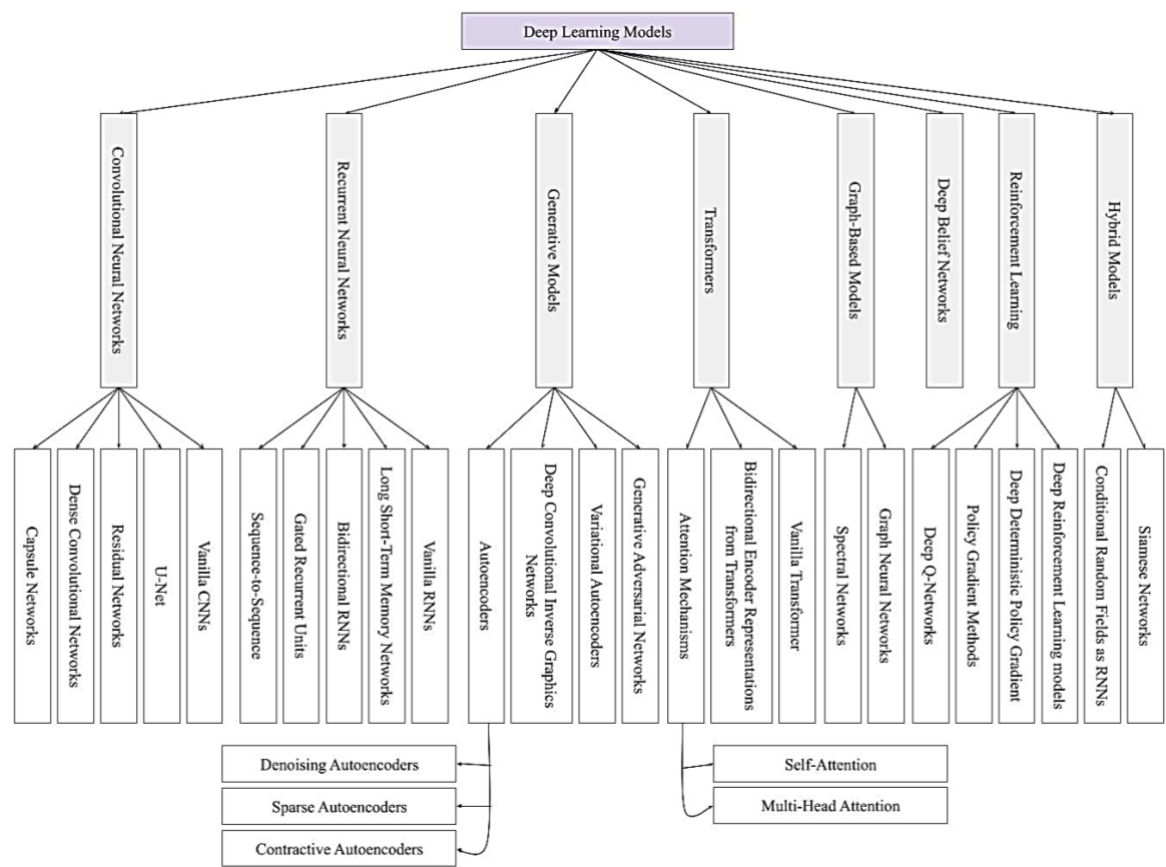 Deep Learning Models
Convolutional Neural Networks
Recurrent Neural Networks
Generative Models
Transformers
Graph-Based Models
Deep Belief Networks
Reinforcement Learning
Hybrid Models
Capsule Networks
Dense Convolutional Networks
Residual Networks
U-Net
Vanilla CNNs
Sequence-to-Sequence
Gated Recurrent Units
Bidirectional RNNs
Long Short-Term Memory Networks
Vanilla RNNs
Autoencoders
Deep Convolutional Inverse Graphics
Networks
Variational Autoencoders
Generative Adversarial Networks
Attention Mechanisms
Bidirectional Encoder Representations
from Transformers
Vanilla Transformer
Spectral Networks
Graph Neural Networks
Deep Q-Networks
Policy Gradient Methods
Deep Deterministic Policy Gradient
Deep Reinforcement Learning models
Conditional Random Fields as RNNs
Sianese Networks
Denoising Autoencoders
Sparse Autoencoders
Contractive Autoencoders
Self-Attention
Multi-Head Attention